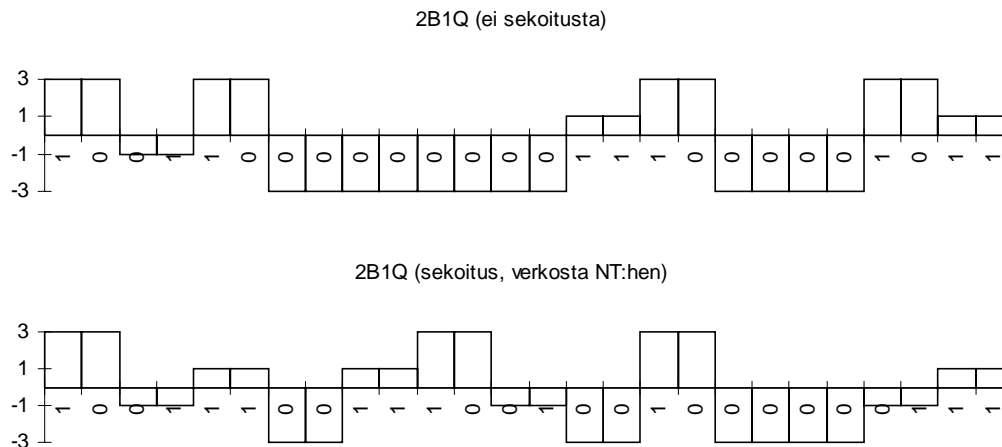 2B1Q (ei sekoitusta)
3
1
-1
-3
1 0 0 1 1 0 0 0 0 0 0 0 0 0 1 1 1 0 0 0 0 0 1 0 1 1
2B1Q (sekoitus, verkosta NT:hen)
3
1
-1
-3
1 0 0 1 1 1 0 0 1 1 1 0 0 1 0 0 1 0 0 0 0 0 0 1 1 1